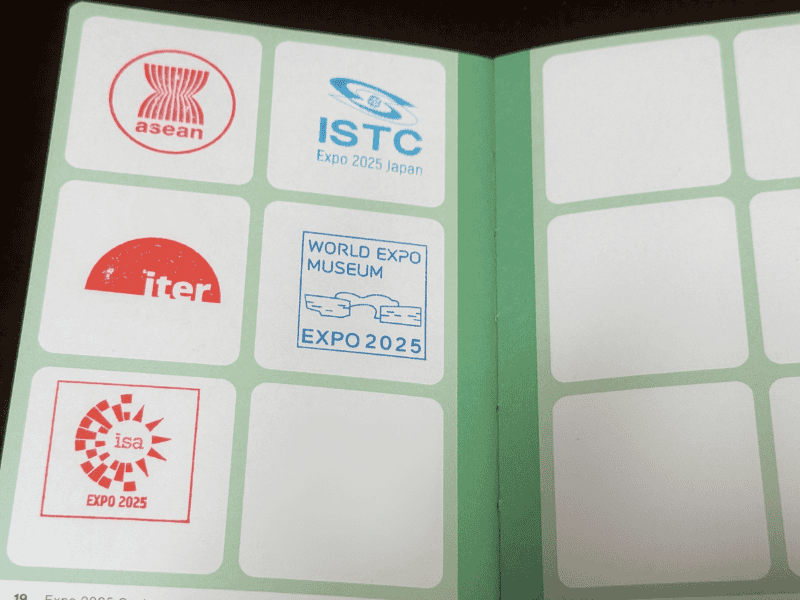 asean
ISTC
Expo 2025 Japan
iter
WORLD EXPO
MUSEUM
EXPO 2025
isa
EXPO 2025
19